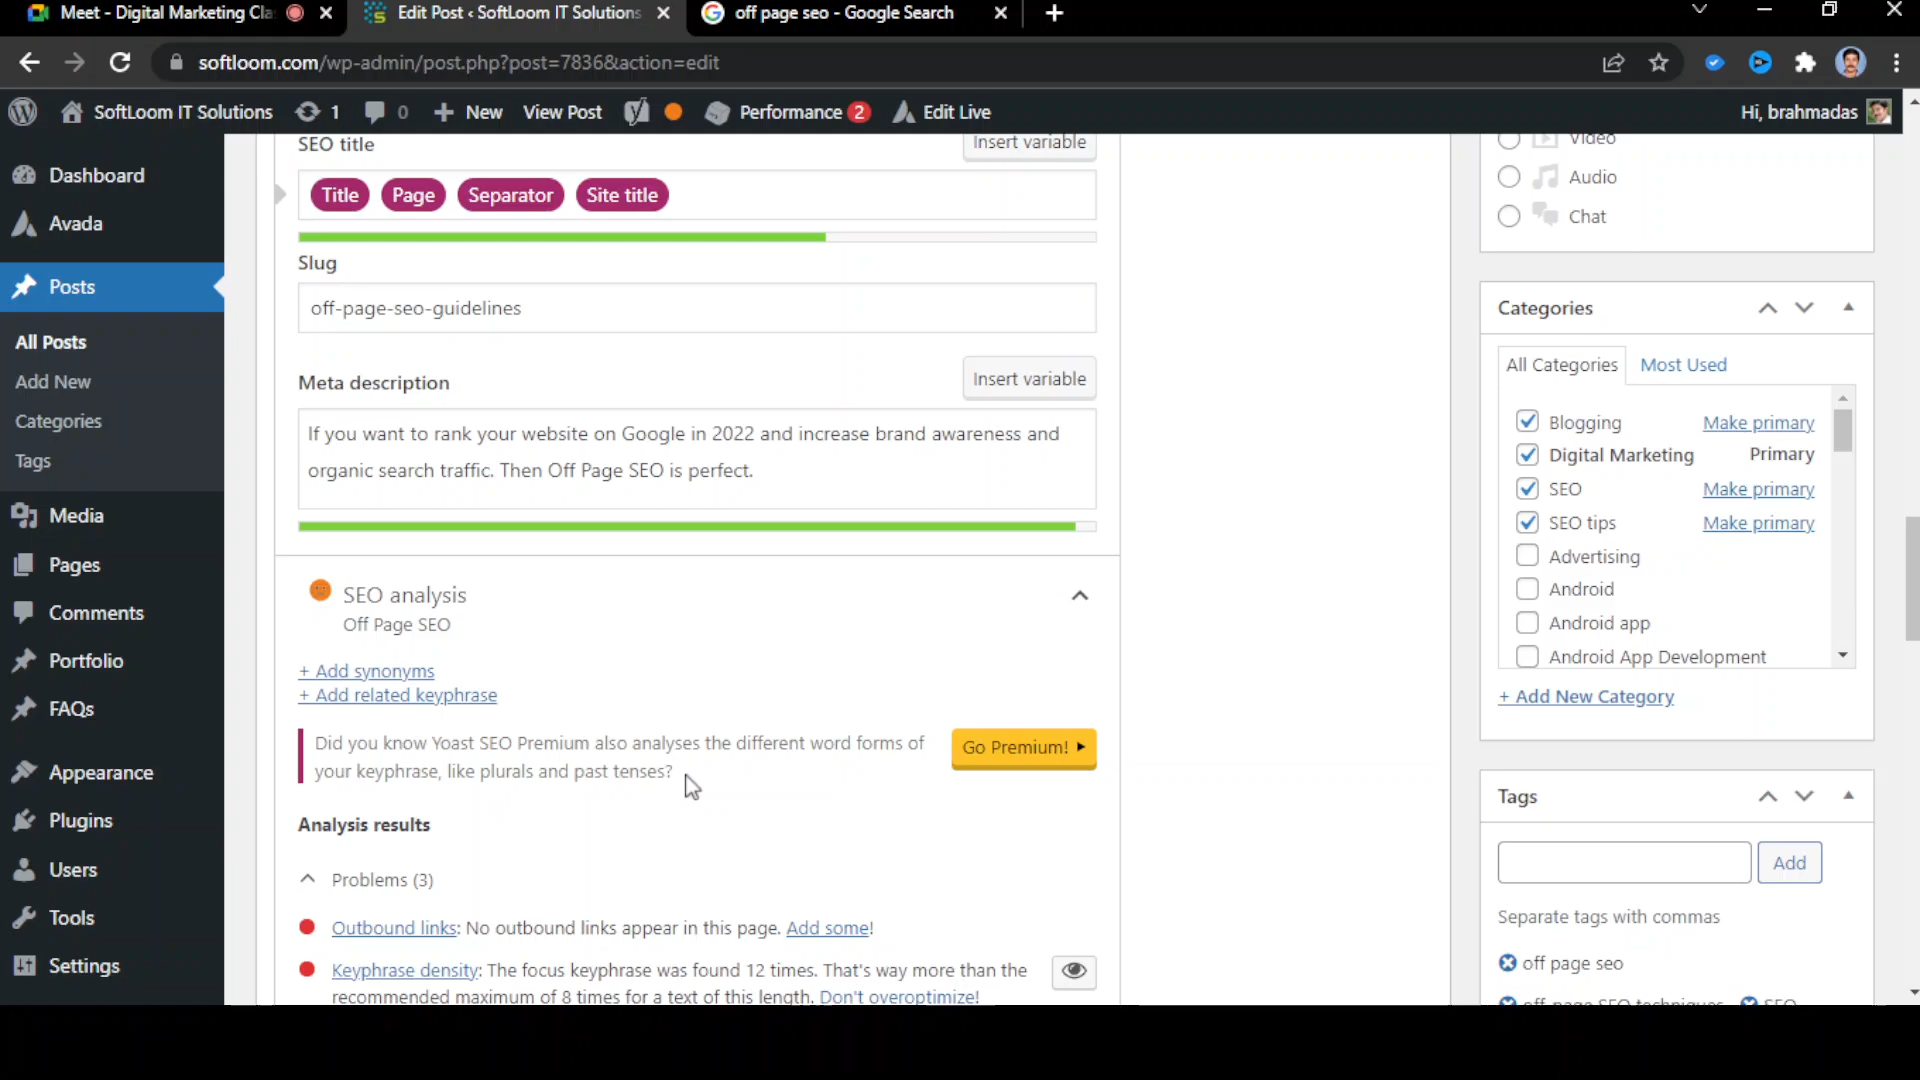 Meet - Digital Marketing Cla
Edit Post ‹ SoftLoom IT Solutions
off page seo - Google Search
softloom.com/wp-admin/post.php?post=7836&action=edit
SoftLoom IT Solutions
1
0
New
View Post
Performance 2
Edit Live
Hi, brahmadas
Dashboard
Avada
Posts
All Posts
Add New
Categories
Tags
Media
Pages
Comments
Portfolio
FAQs
Appearance
Plugins
Users
Tools
Settings
SEO title
Insert variable
Title Page Separator Site title
Slug
off-page-seo-guidelines
Meta description
Insert variable
If you want to rank your website on Google in 2022 and increase brand awareness and
organic search traffic. Then Off Page SEO is perfect.
SEO analysis
Off Page SEO
+ Add synonyms
+ Add related keyphrase
Did you know Yoast SEO Premium also analyses the different word forms of
your keyphrase, like plurals and past tenses?
Go Premium!
Analysis results
Problems (3)
Outbound links: No outbound links appear in this page. Add some!
Keyphrase density: The focus keyphrase was found 12 times. That's way more than the
recommended maximum of 8 times for a text of this length. Don't overoptimize!
Video
Audio
Chat
Categories
All Categories
Most Used
Blogging Make primary
Digital Marketing Primary
SEO Make primary
SEO tips Make primary
Advertising
Android
Android app
Android App Development
+ Add New Category
Tags
Add
Separate tags with commas
off page seo
off-page SEO techniques SEO